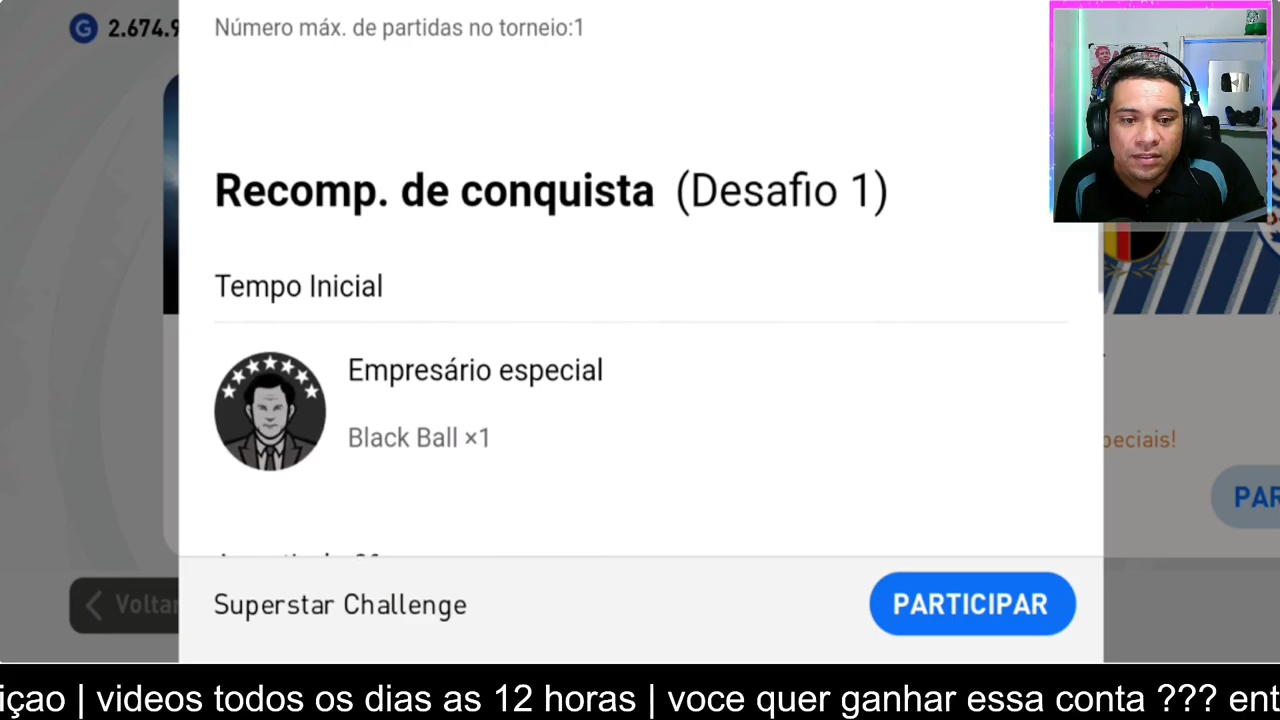 2.674.9
Número máx. de partidas no torneio:1
Recomp. de conquista (Desafio 1)
Tempo Inicial
Empresário especial
Black Ball ×1
peciais!
PAR
Voltar
Superstar Challenge
PARTICIPAR
içao | videos todos os dias as 12 horas | voce quer ganhar essa conta ??? ent